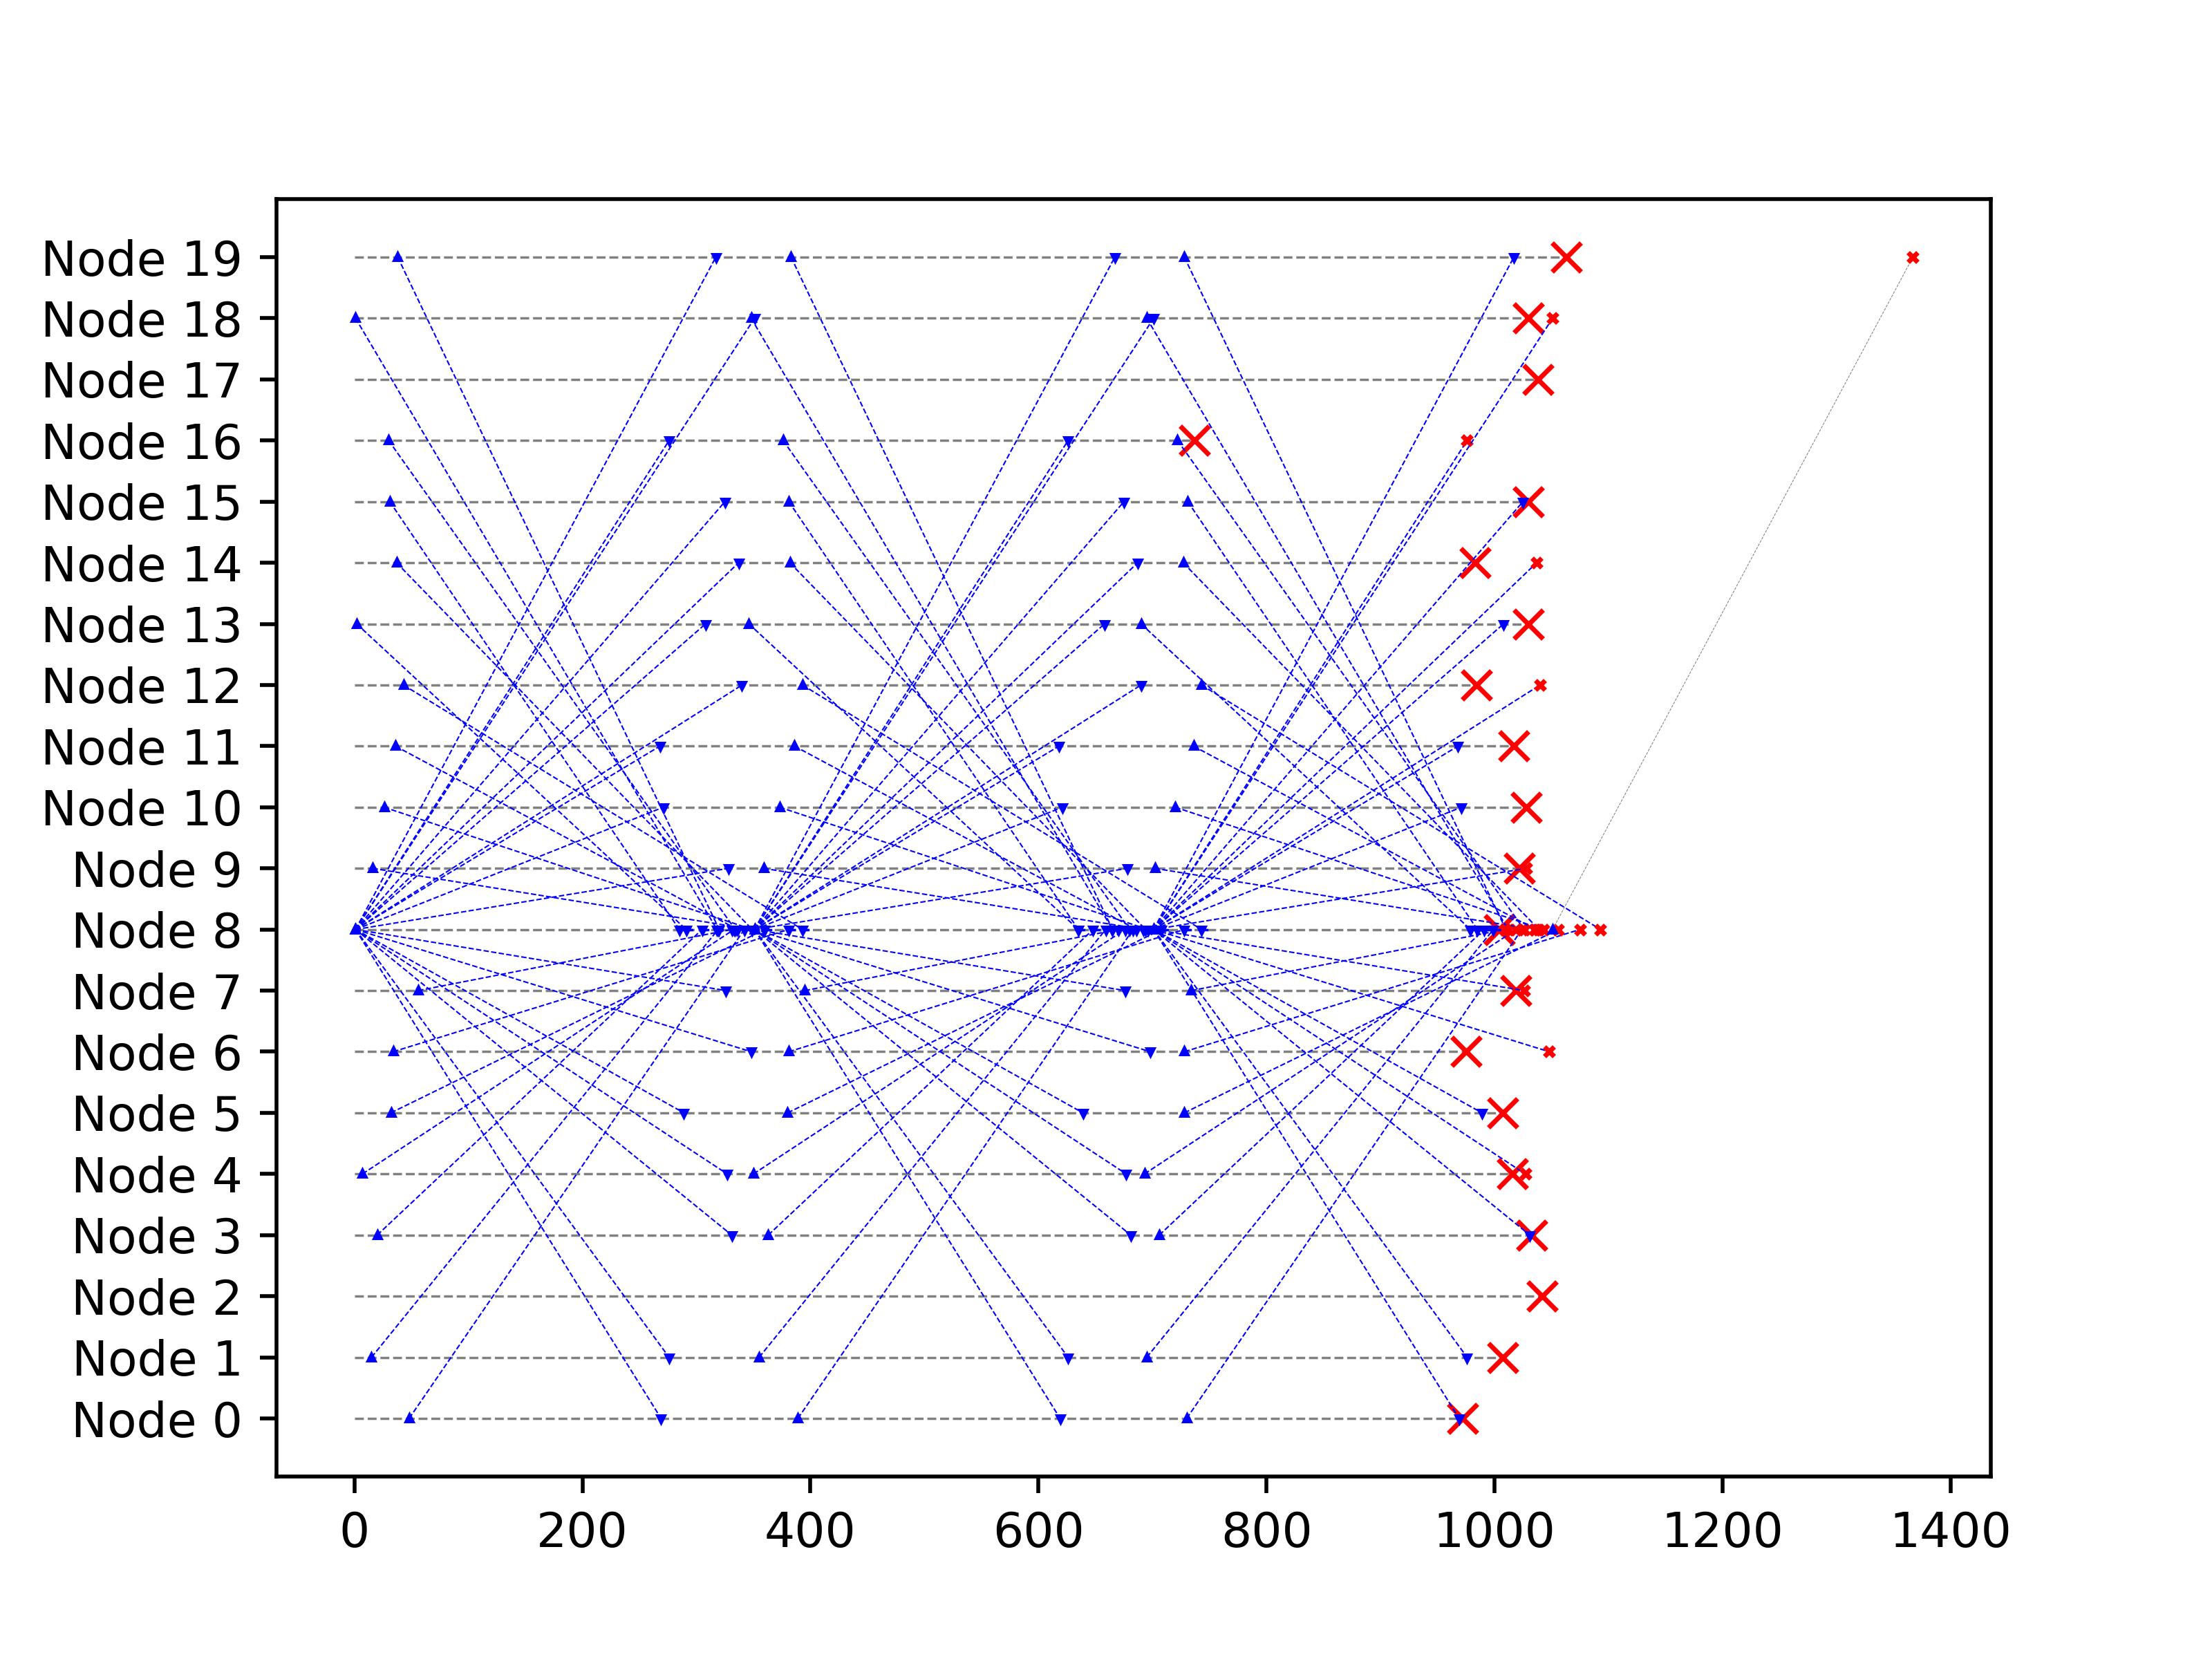 Node 19
Node 18
Node 17
Node 16
Node 15
Node 14
Node 13
Node 12
Node 11
Node 10
Node 9
Node 8
Node 7
Node 6
Node 5
Node 4
Node 3
Node 2
Node 1
Node 0
0 200 400 600 800 1000 1200 1400